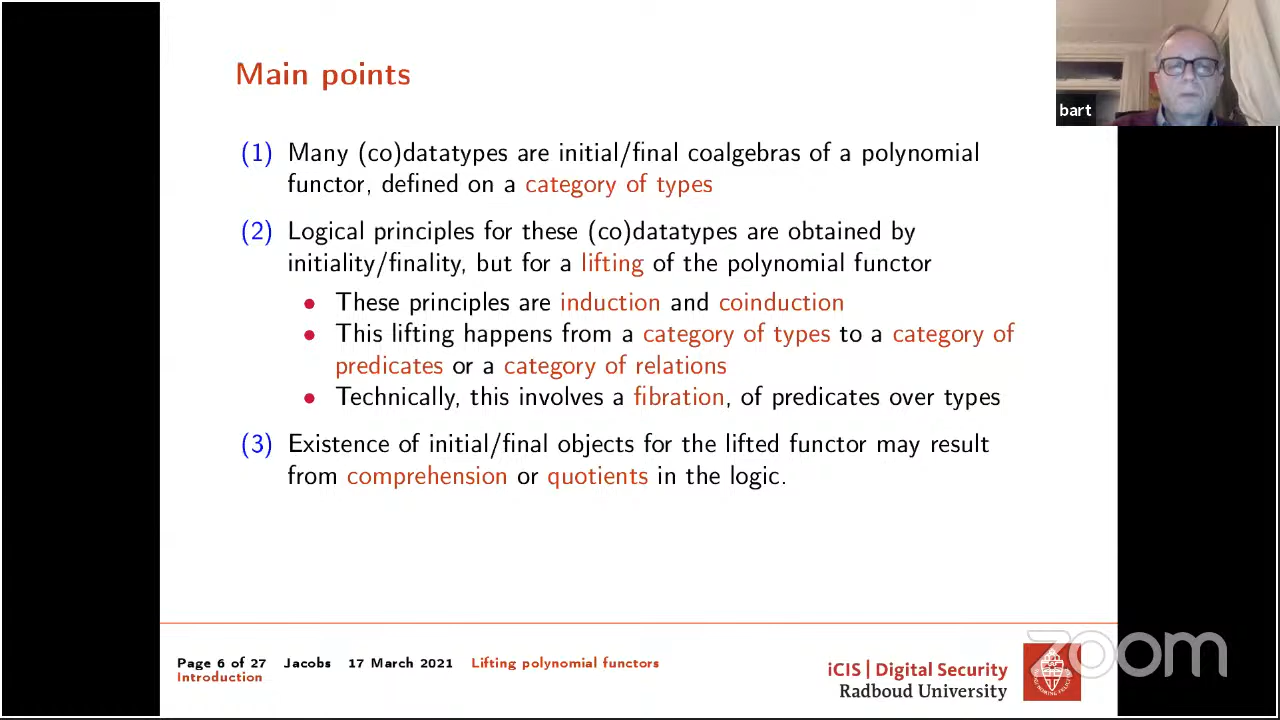 Main points
bart
(1) Many (co)datatypes are initial/final coalgebras of a polynomial
functor, defined on a category of types
(2) Logical principles for these (co)datatypes are obtained by
initiality/finality, but for a lifting of the polynomial functor
• These principles are induction and coinduction
• This lifting happens from a category of types to a category of
predicates or a category of relations
• Technically, this involves a fibration, of predicates over types
(3) Existence of initial/final objects for the lifted functor may result
from comprehension or quotients in the logic.
Page 6 of 27 Jacobs 17 March 2021 Lifting polynomial functors
Introduction
iCIS | Digital Security
Radboud University
zoom